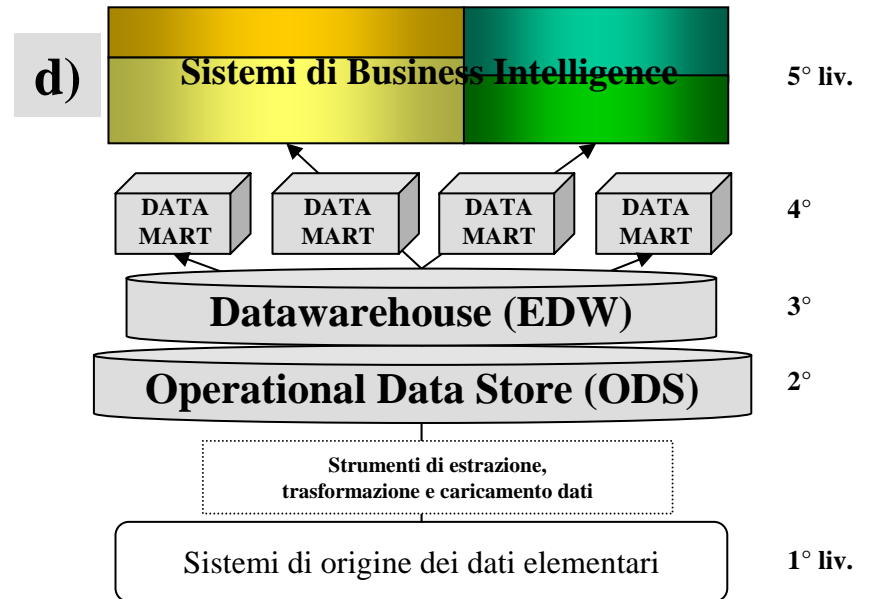 d)
Sistemi di Business Intelligence
5° liv.
DATA
MART
DATA
MART
DATA
MART
DATA
MART
4°
Datawarehouse (EDW)
3°
Operational Data Store (ODS)
2°
Strumenti di estrazione,
trasformazione e caricamento dati
Sistemi di origine dei dati elementari
1° liv.